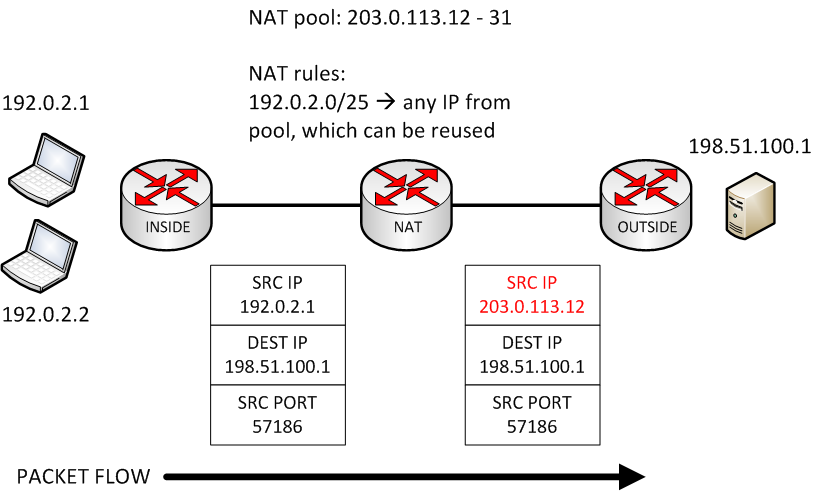 NAT pool: 203.0.113.12 - 31
NAT rules:
192.0.2.0/25 → any IP from
pool, which can be reused
192.0.2.1
198.51.100.1
INSIDE
NAT
OUTSIDE
192.0.2.2
SRC IP
192.0.2.1
DEST IP
198.51.100.1
SRC PORT
57186
SRC IP
203.0.113.12
DEST IP
198.51.100.1
SRC PORT
57186
PACKET FLOW